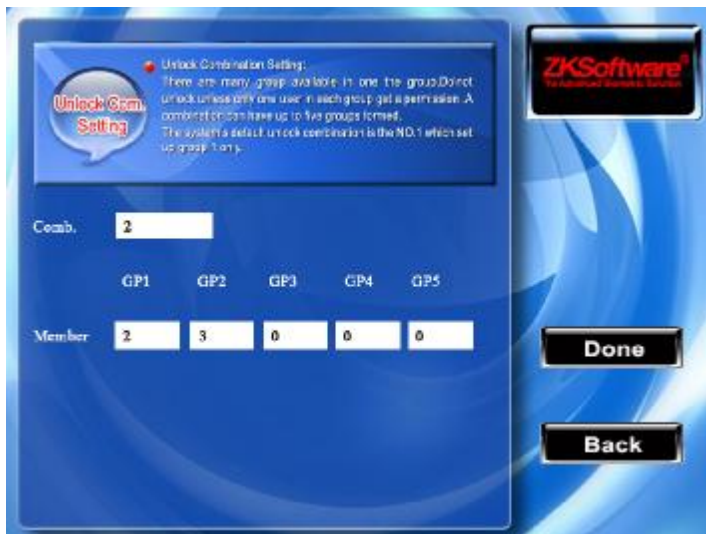 Unlock Com.
Setting
Unlock Combination Setting:
There are many group available in one the group.Do not
unlock unless only one user in each group get a permission .A
combination can have up to five groups formed.
The system's default unlock combination is the NO.1 which set
up group 1 only.
ZKSoftware
Comb. 2
GP1 GP2 GP3 GP4 GP5
Member 2 3 0 0 0
Done
Back